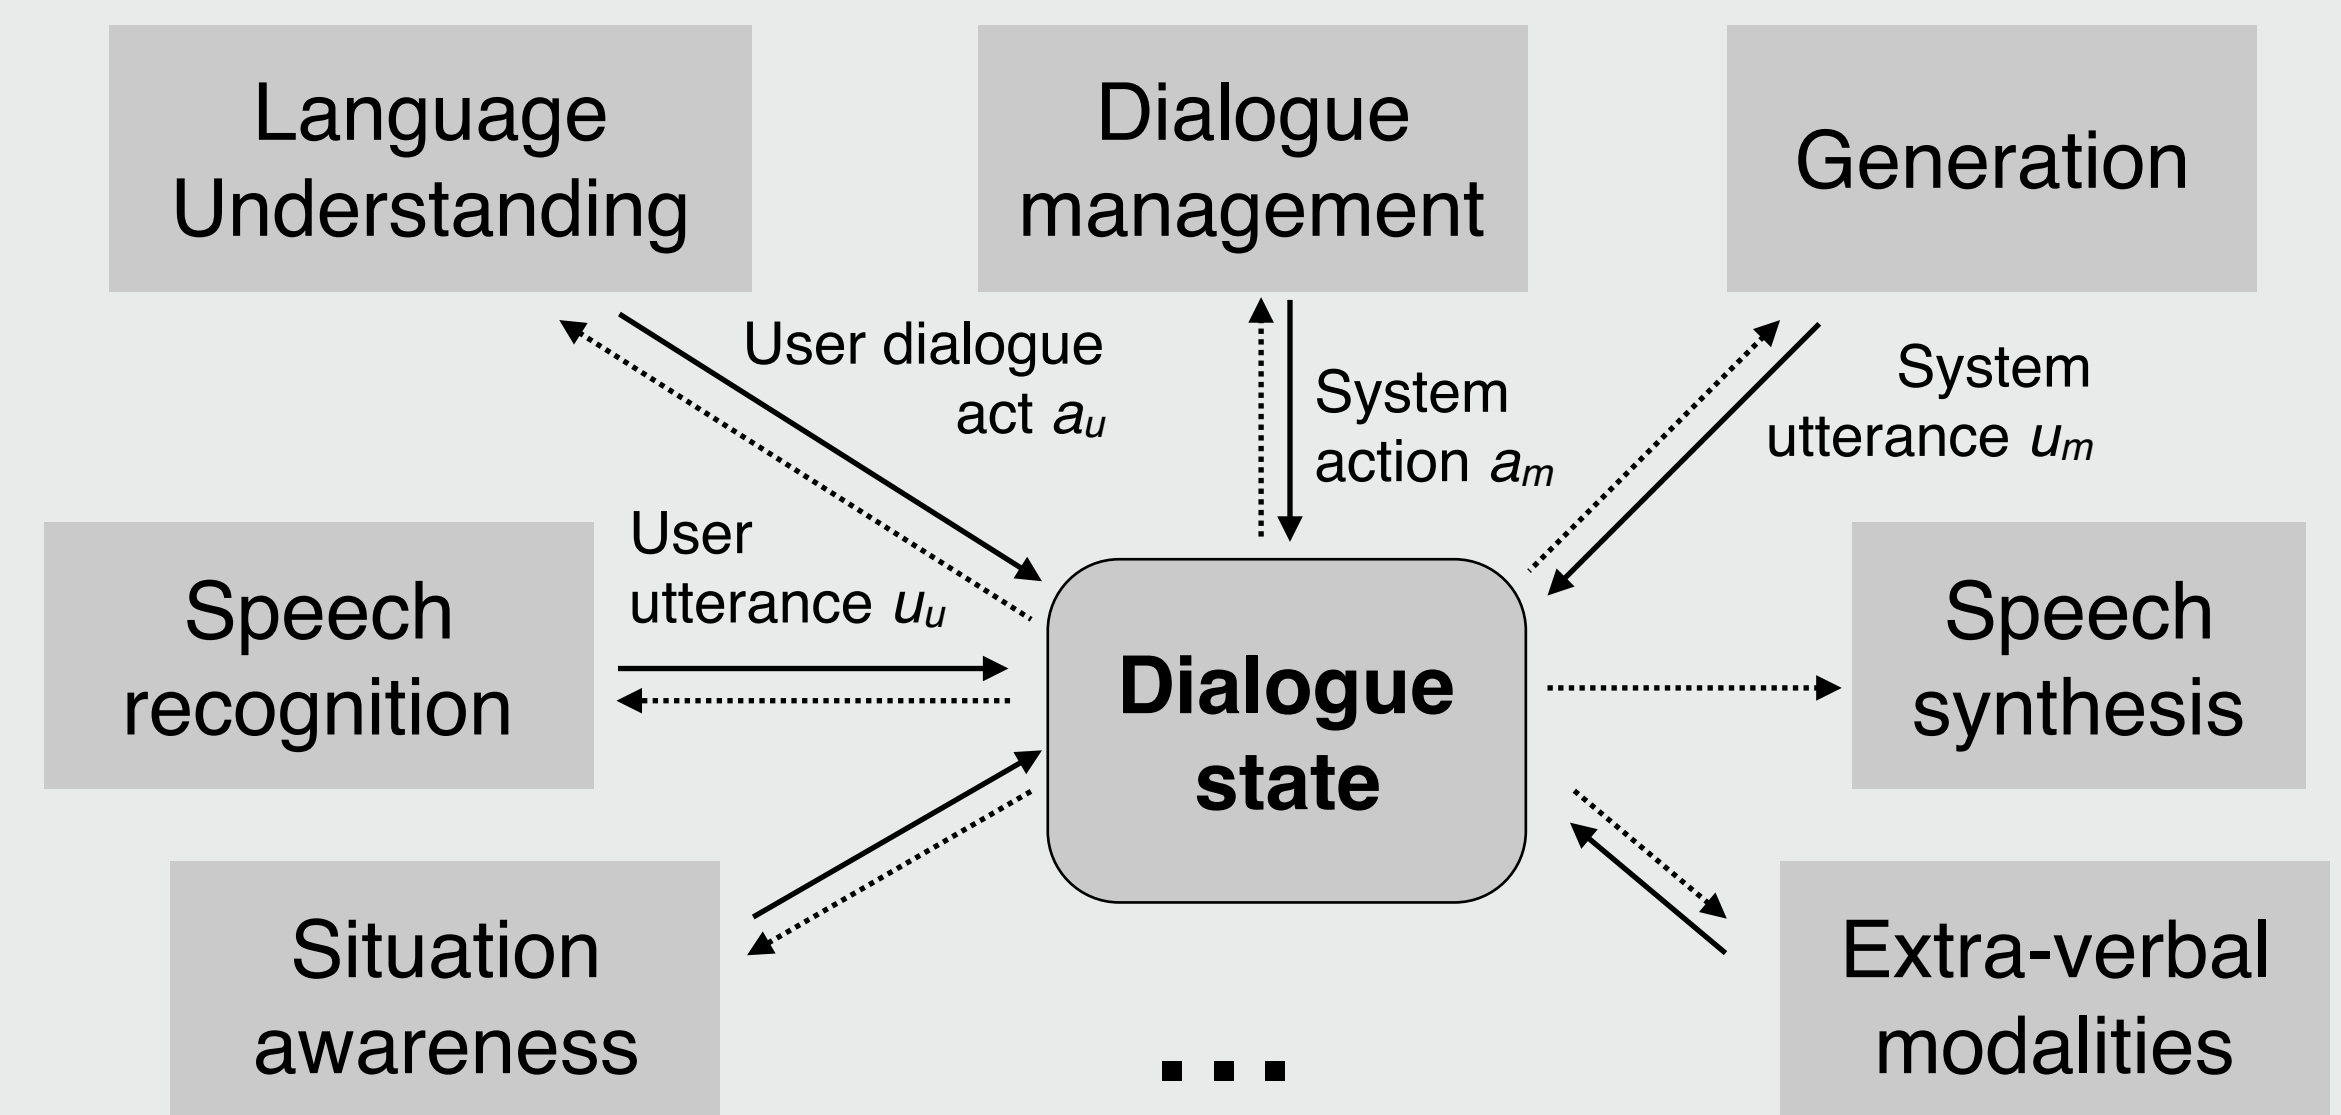 Language
Understanding
Dialogue
management
Generation
User dialogue
act au
System
action am
System
utterance um
User
utterance uu
Speech
recognition
Dialogue
state
Speech
synthesis
Situation
awareness
...
Extra-verbal
modalities